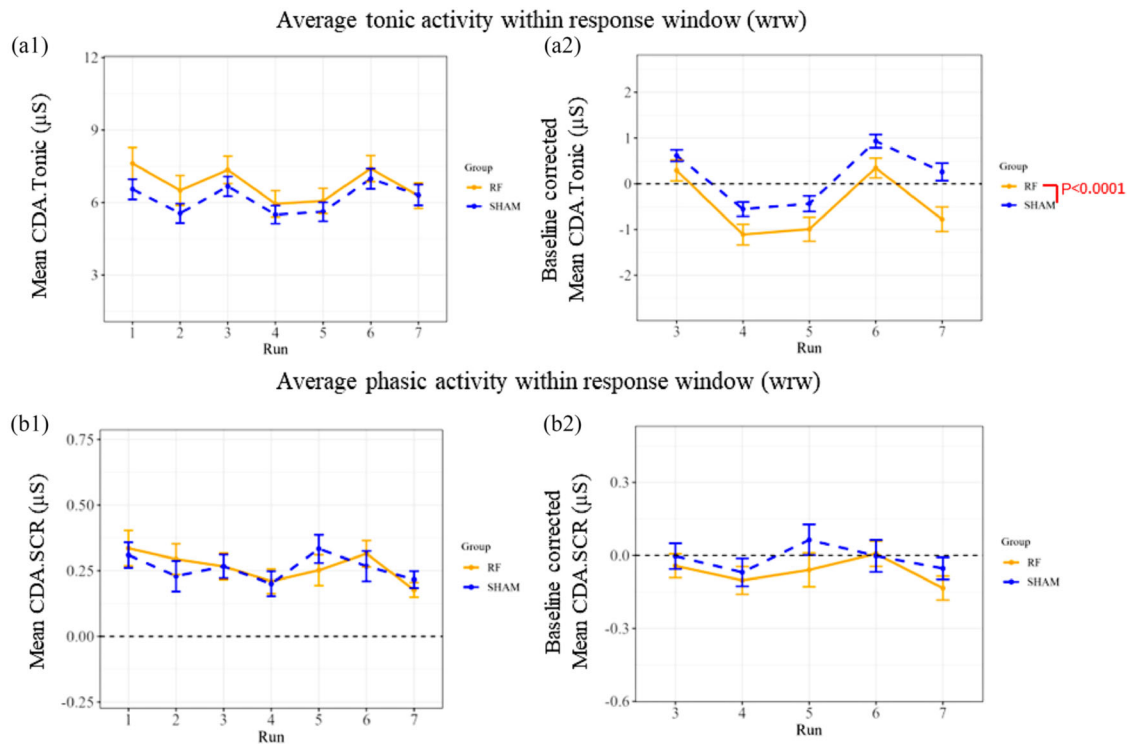 Average tonic activity within response window (wrw)
(a1)
(a2)
Mean CDA.Tonic (µS)
12
9
6
3
1 2 3 4 5 6 7
Run
Group
RF
SHAM
Baseline corrected
Mean CDA.Tonic (µS)
2
1
0
-1
-2
3 4 5 6 7
Run
Group
RF
SHAM
P<0.0001
Average phasic activity within response window (wrw)
(b1)
(b2)
Mean CDA.SCR (µS)
0.75
0.50
0.25
0.00
-0.25
1 2 3 4 5 6 7
Run
Group
RF
SHAM
Baseline corrected
Mean CDA.SCR (µS)
0.3
0.0
-0.3
-0.6
3 4 5 6 7
Run
Group
RF
SHAM